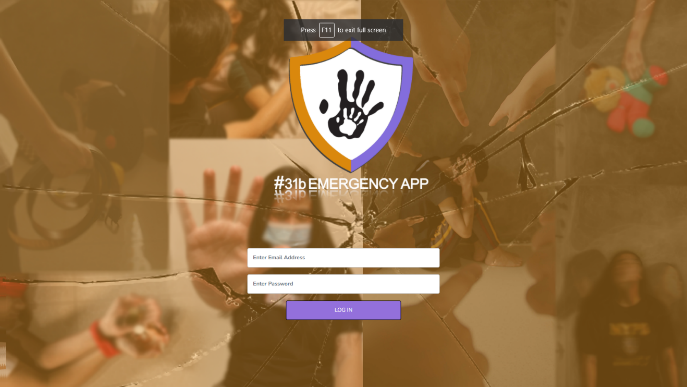 Press F11 to exit full screen
#31b EMERGENCY APP
Enter Email Address
Enter Password
LOG IN